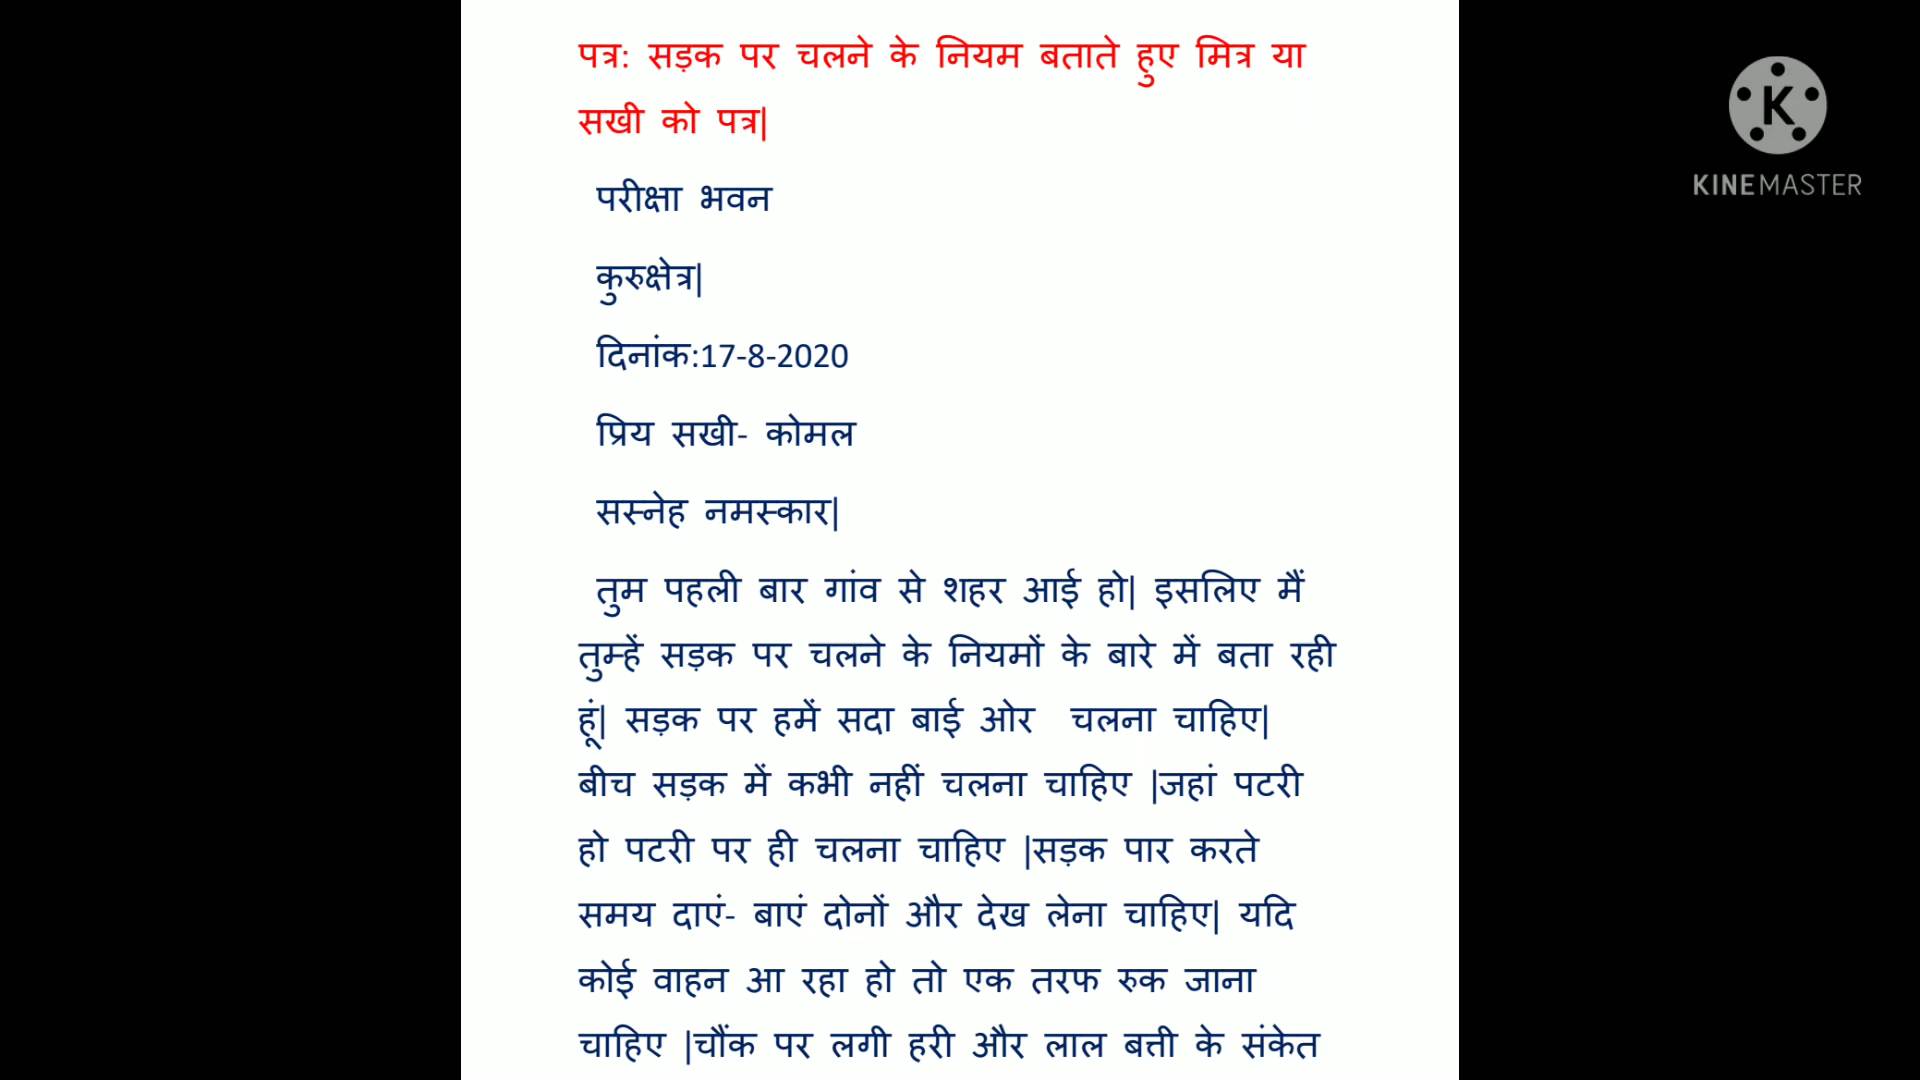 पत्र: सड़क पर चलने के नियम बताते हुए मित्र या
सखी को पत्र|
परीक्षा भवन
कुरुक्षेत्र|
दिनांक:17-8-2020
प्रिय सखी- कोमल
सस्नेह नमस्कार|
तुम पहली बार गांव से शहर आई हो| इसलिए मैं
तुम्हें सड़क पर चलने के नियमों के बारे में बता रही
हूं| सड़क पर हमें सदा बाई ओर चलना चाहिए|
बीच सड़क में कभी नहीं चलना चाहिए |जहां पटरी
हो पटरी पर ही चलना चाहिए |सड़क पार करते
समय दाएं- बाएं दोनों और देख लेना चाहिए| यदि
कोई वाहन आ रहा हो तो एक तरफ रुक जाना
चाहिए |चौंक पर लगी हरी और लाल बत्ती के संकेत
K
KINEMASTER